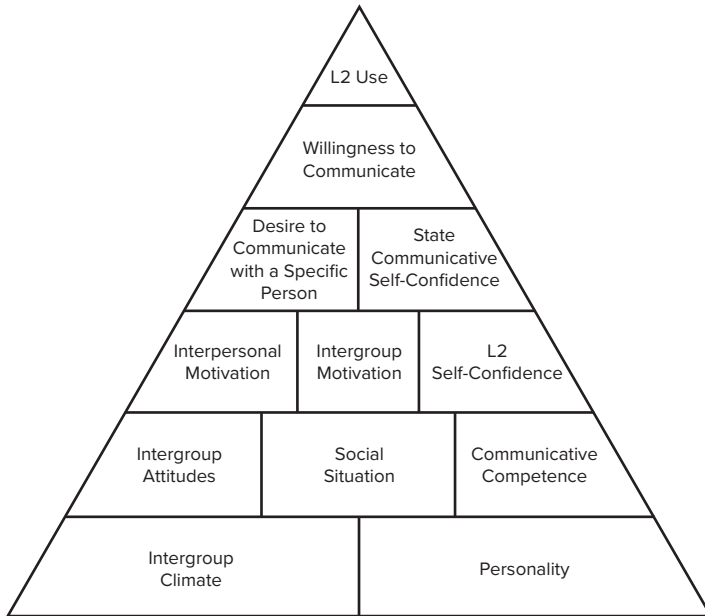 L2 Use
Willingness to
Communicate
Desire to
Communicate
with a Specific
Person
State
Communicative
Self-Confidence
Interpersonal
Motivation
Intergroup
Motivation
L2
Self-Confidence
Intergroup
Attitudes
Social
Situation
Communicative
Competence
Intergroup
Climate
Personality